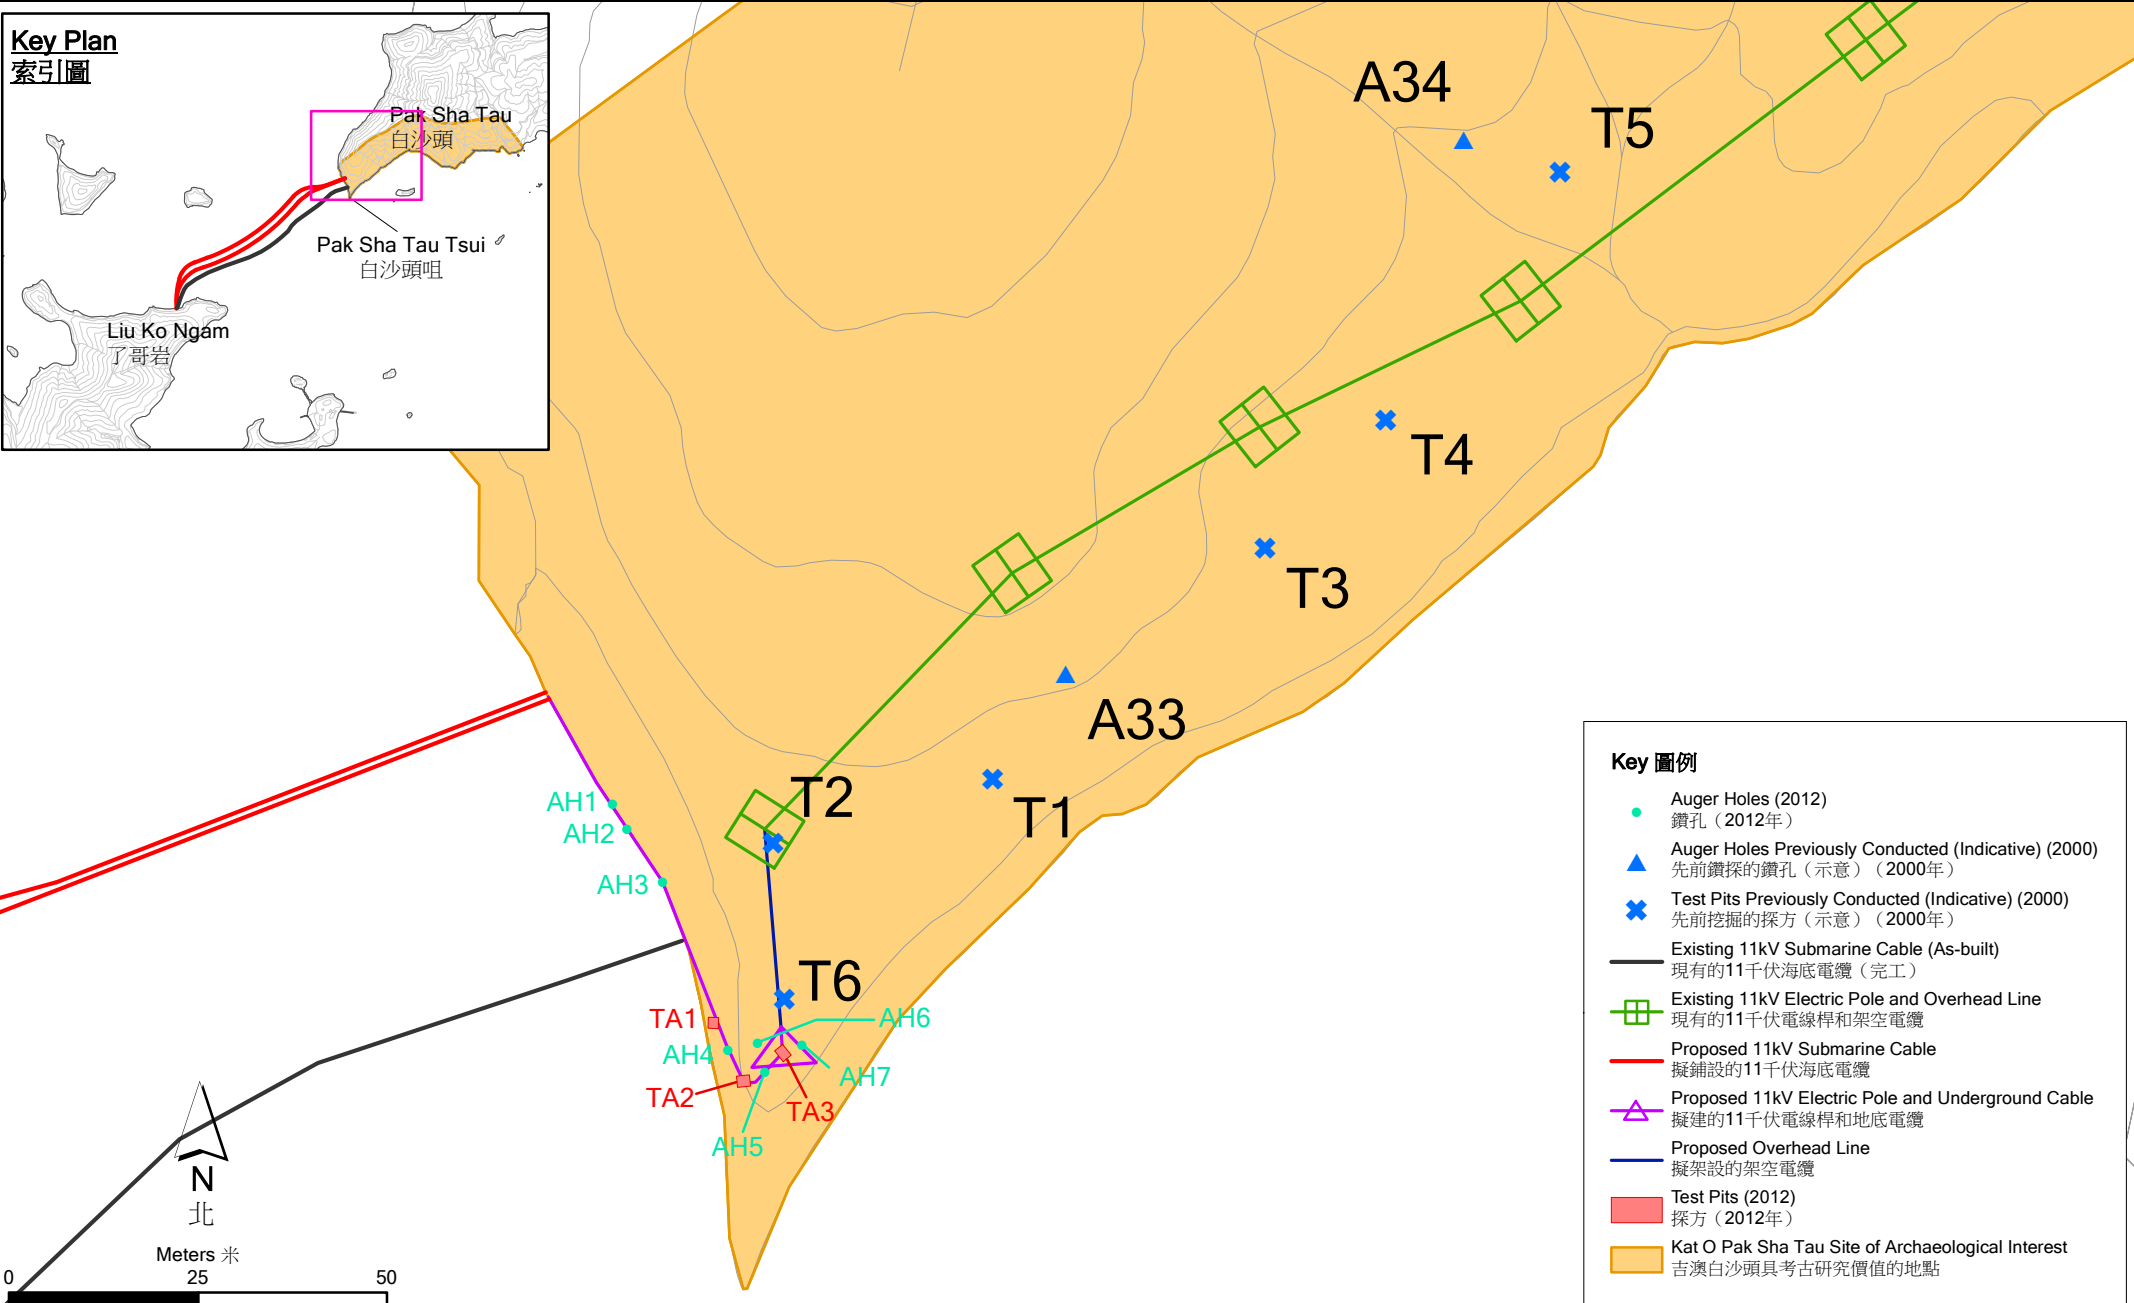 Key Plan
索引圖
Pak Sha Tau
白沙頭
Pak Sha Tau Tsui
白沙頭咀
Liu Ko Ngam
了哥岩
A34
T5
T4
T3
A33
T2
T1
AH1
AH2
AH3
T6
TA1
AH6
AH4
AH7
TA2
TA3
AH5
N
北
Meters 米
0 25 50
Key 圖例
Auger Holes (2012)
鑽孔（2012年）
Auger Holes Previously Conducted (Indicative) (2000)
先前鑽探的鑽孔（示意）（2000年）
Test Pits Previously Conducted (Indicative) (2000)
先前挖掘的探方（示意）（2000年）
Existing 11kV Submarine Cable (As-built)
現有的11千伏海底電纜（完工）
Existing 11kV Electric Pole and Overhead Line
現有的11千伏電線桿和架空電纜
Proposed 11kV Submarine Cable
擬鋪設的11千伏海底電纜
Proposed 11kV Electric Pole and Underground Cable
擬建的11千伏電線桿和地底電纜
Proposed Overhead Line
擬架設的架空電纜
Test Pits (2012)
探方（2012年）
Kat O Pak Sha Tau Site of Archaeological Interest
吉澳白沙頭具考古研究價值的地點